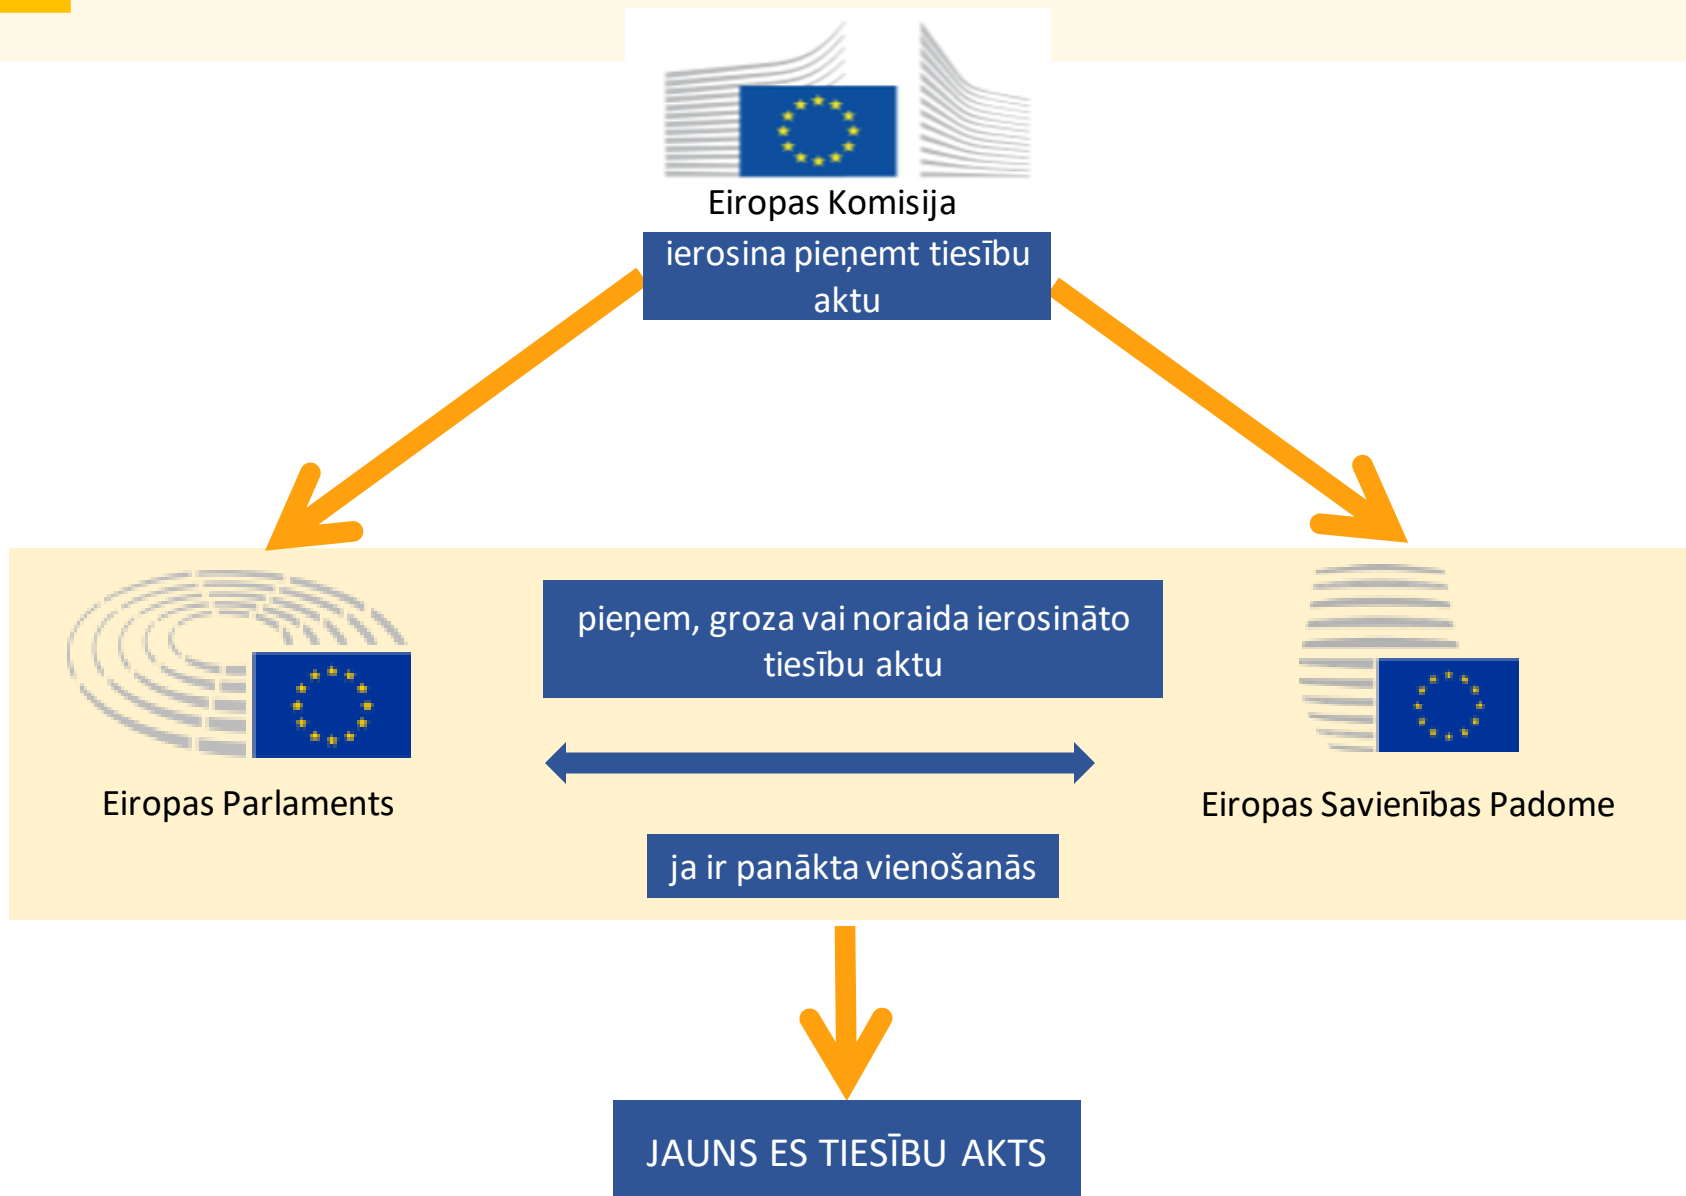 Eiropas Komisija
ierosina pieņemt tiesību
aktu
pieņem, groza vai noraida ierosināto
tiesību aktu
Eiropas Parlaments
Eiropas Savienības Padome
ja ir panākta vienošanās
JAUNS ES TIESĪBU AKTS